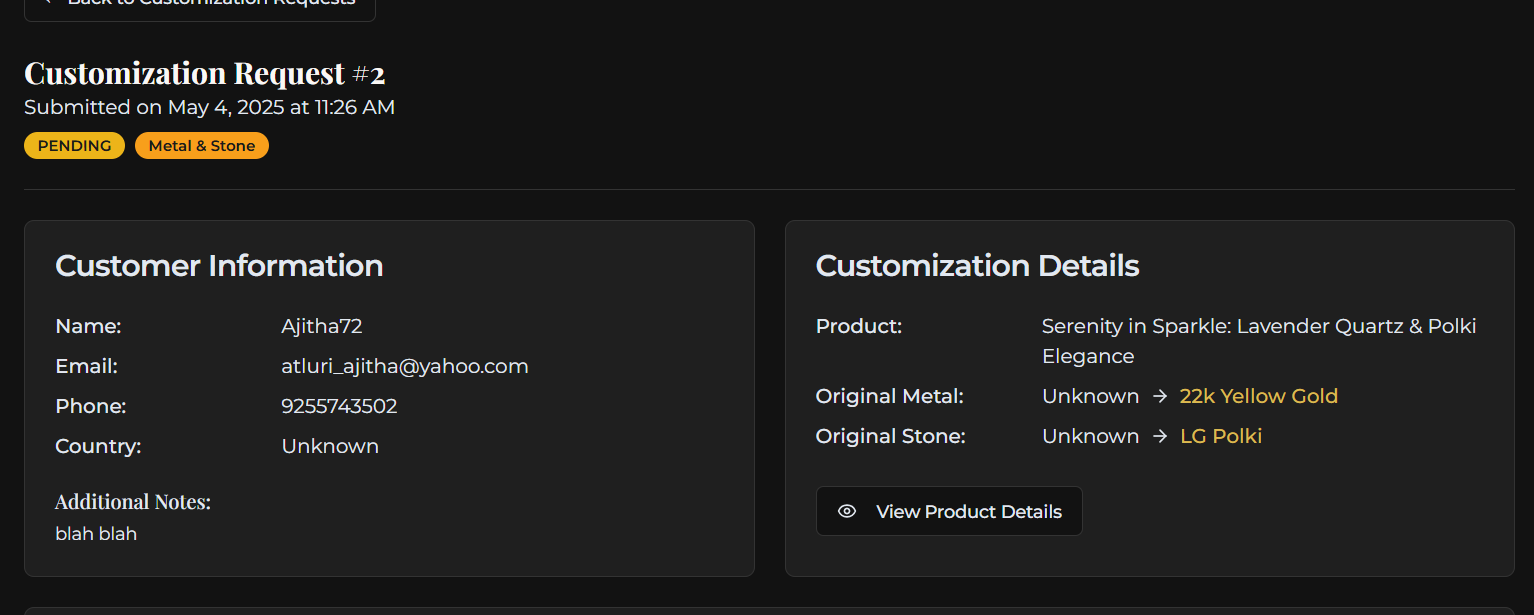 Back to Customization Requests
Customization Request #2
Submitted on May 4, 2025 at 11:26 AM
PENDING
Metal & Stone
Customer Information
Name: Ajitha72
Email: atluri_ajitha@yahoo.com
Phone: 9255743502
Country: Unknown
Additional Notes:
blah blah
Customization Details
Product: Serenity in Sparkle: Lavender Quartz & Polki
Elegance
Original Metal: Unknown → 22k Yellow Gold
Original Stone: Unknown → LG Polki
View Product Details